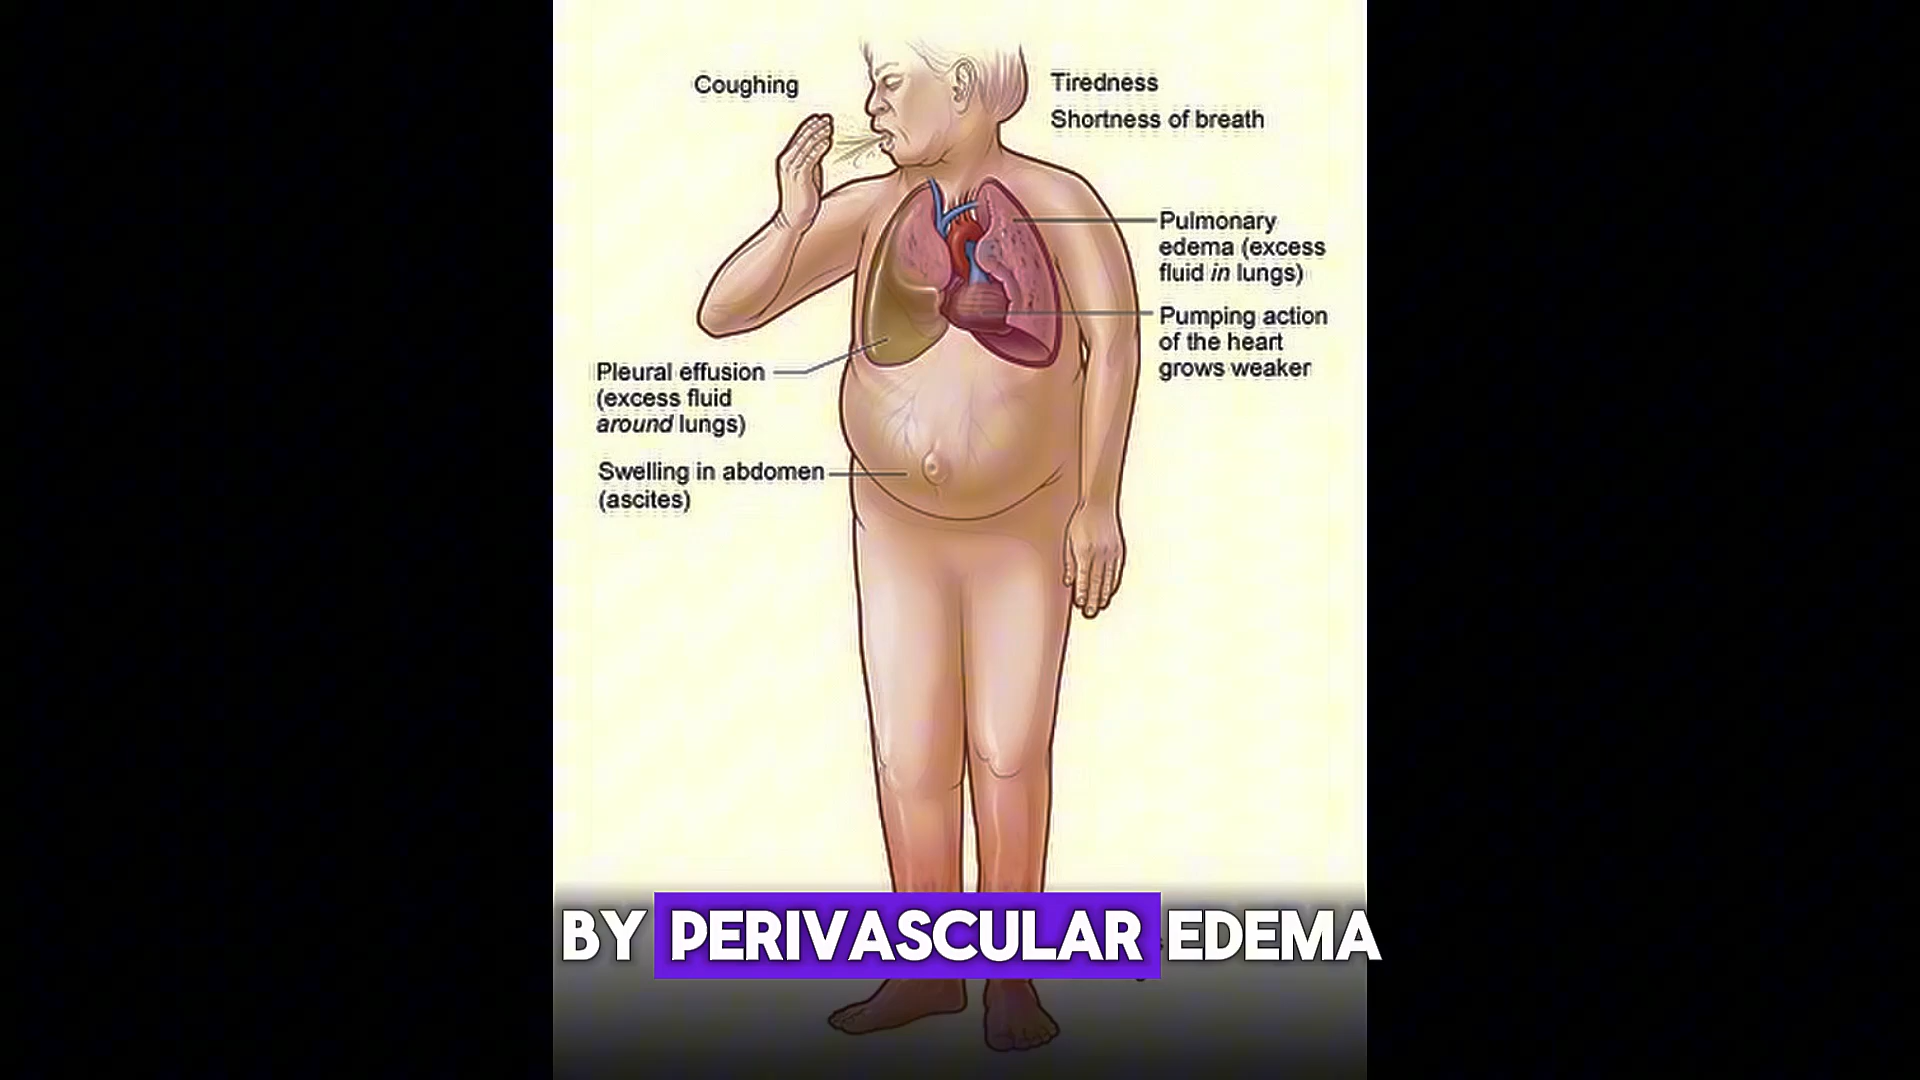 Coughing
Tiredness
Shortness of breath
Pulmonary
edema (excess
fluid in lungs)
Pumping action
of the heart
grows weaker
Pleural effusion
(excess fluid
around lungs)
Swelling in abdomen
(ascites)
BY PERIVASCULAR EDEMA